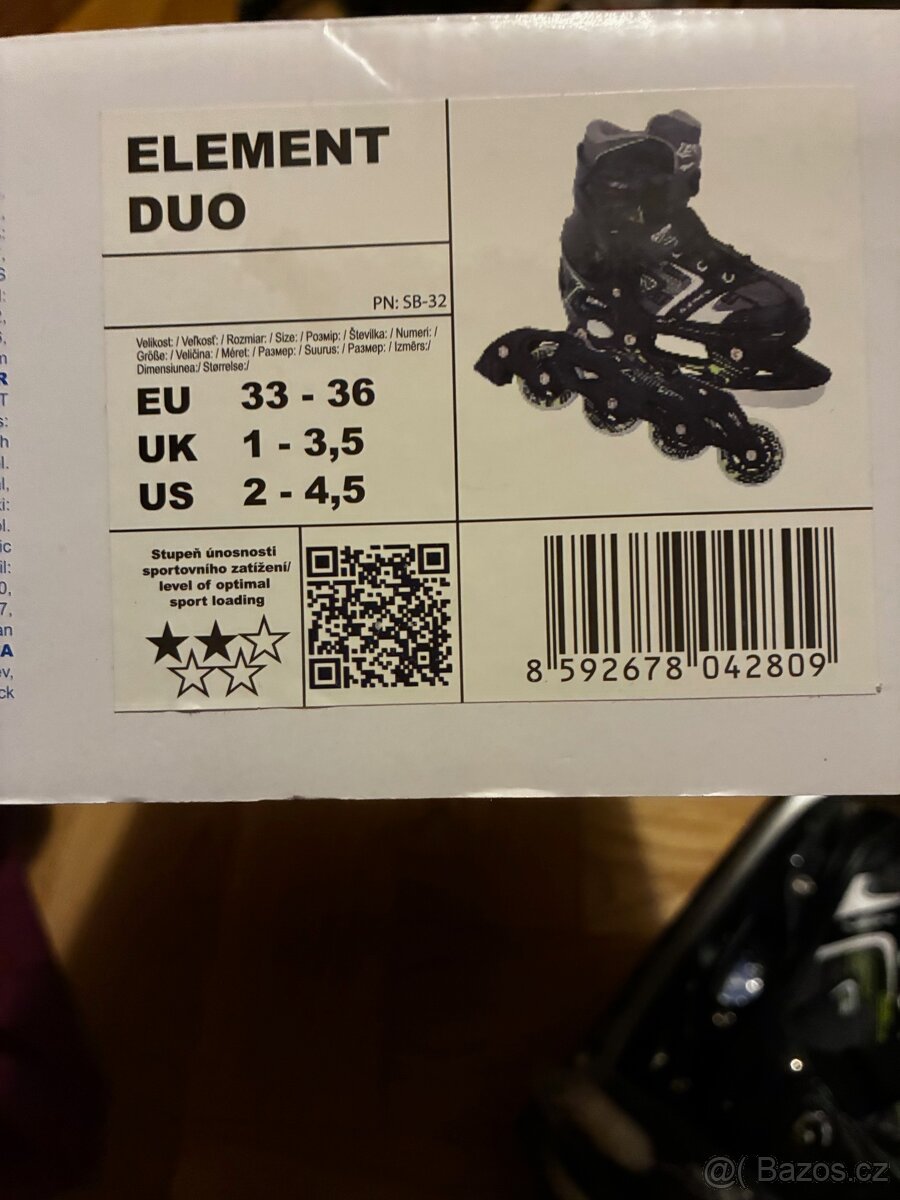 ELEMENT
DUO
PN: SB-32
Velikost: / Veľkosť: / Rozmiar: / Size: / Розмір: / Številka: / Numeri: /
Größe: / Veličina: / Méret: / Размер: / Suurus: / Размер: / Izmērs:/
Dimensiunea:/ Størrelse:/
EU 33 - 36
UK 1 - 3,5
US 2 - 4,5
Stupeň únosnosti
sportovního zatížení/
level of optimal
sport loading
8 592678 042809
@( Bazos.cz